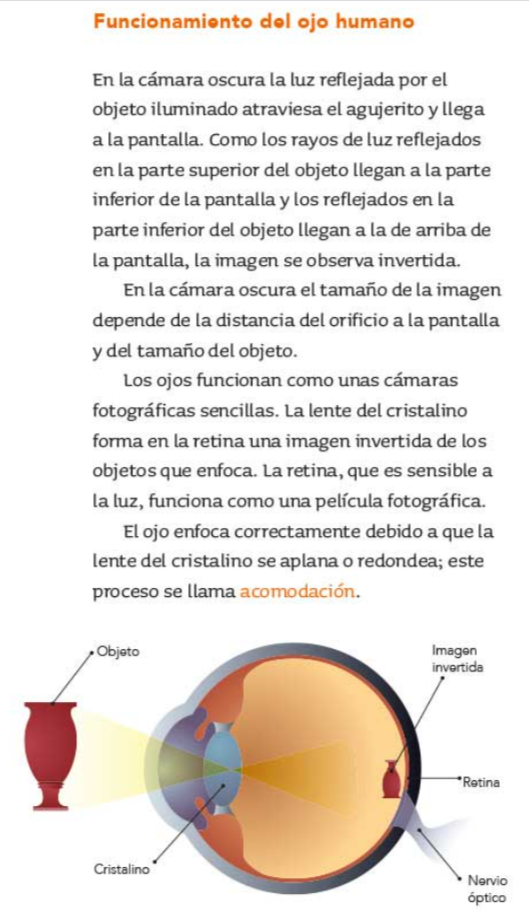 Funcionamiento del ojo humano
En la cámara oscura la luz reflejada por el
objeto iluminado atraviesa el agujerito y llega
a la pantalla. Como los rayos de luz reflejados
en la parte superior del objeto llegan a la parte
inferior de la pantalla y los reflejados en la
parte inferior del objeto llegan a la de arriba de
la pantalla, la imagen se observa invertida.
En la cámara oscura el tamaño de la imagen
depende de la distancia del orificio a la pantalla
y del tamaño del objeto.
Los ojos funcionan como unas cámaras
fotográficas sencillas. La lente del cristalino
forma en la retina una imagen invertida de los
objetos que enfoca. La retina, que es sensible a
la luz, funciona como una película fotográfica.
El ojo enfoca correctamente debido a que la
lente del cristalino se aplana o redondea; este
proceso se llama acomodación.
Objeto
Imagen
invertida
Retina
Cristalino
Nervio
óptico